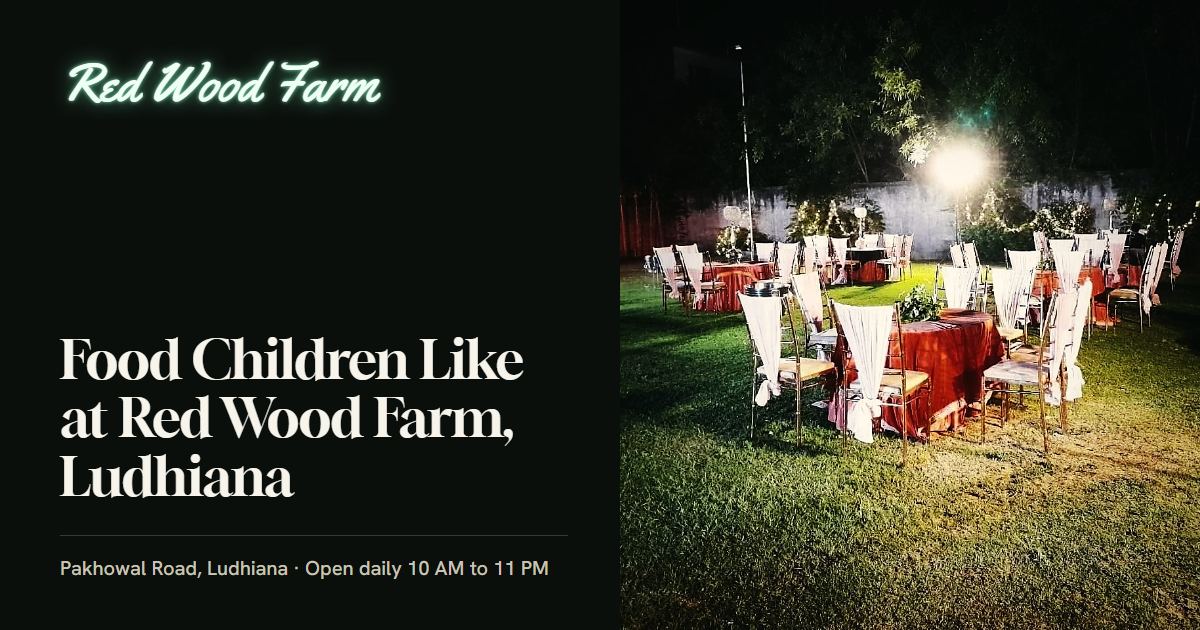 Red Wood Farm
Food Children Like
at Red Wood Farm,
Ludhiana
Pakhowal Road, Ludhiana · Open daily 10 AM to 11 PM